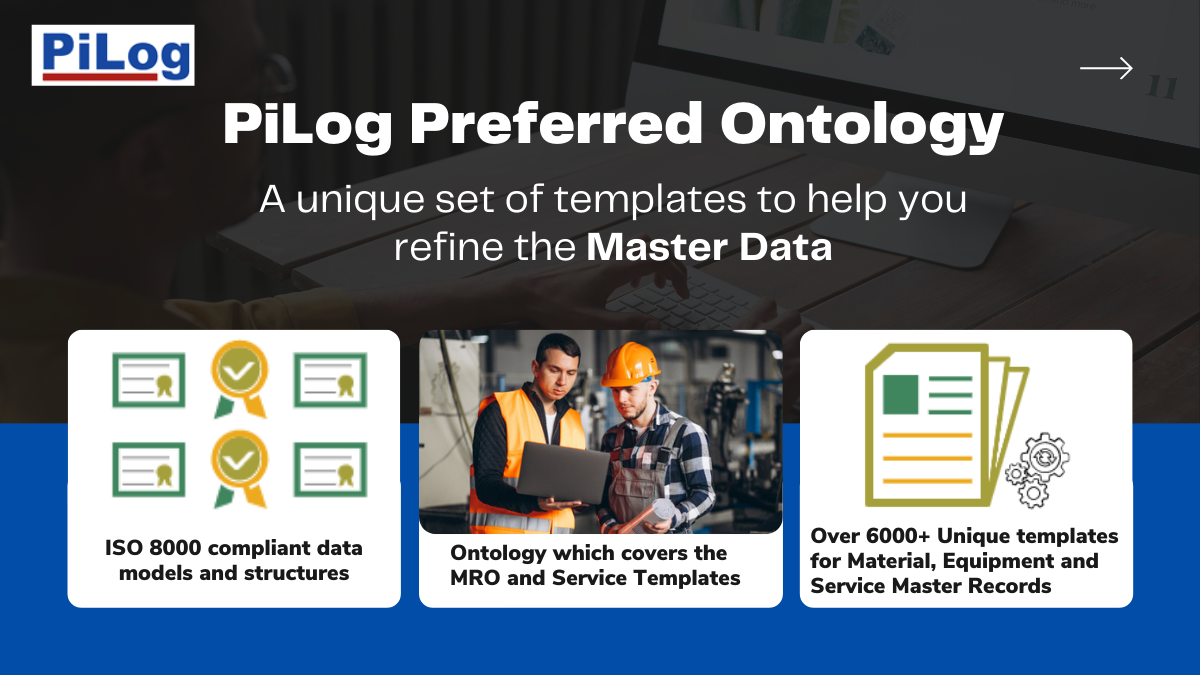 PiLog
11
PiLog Preferred Ontology
A unique set of templates to help you
refine the Master Data
ISO 8000 compliant data
models and structures
Ontology which covers the
MRO and Service Templates
Over 6000+ Unique templates
for Material, Equipment and
Service Master Records